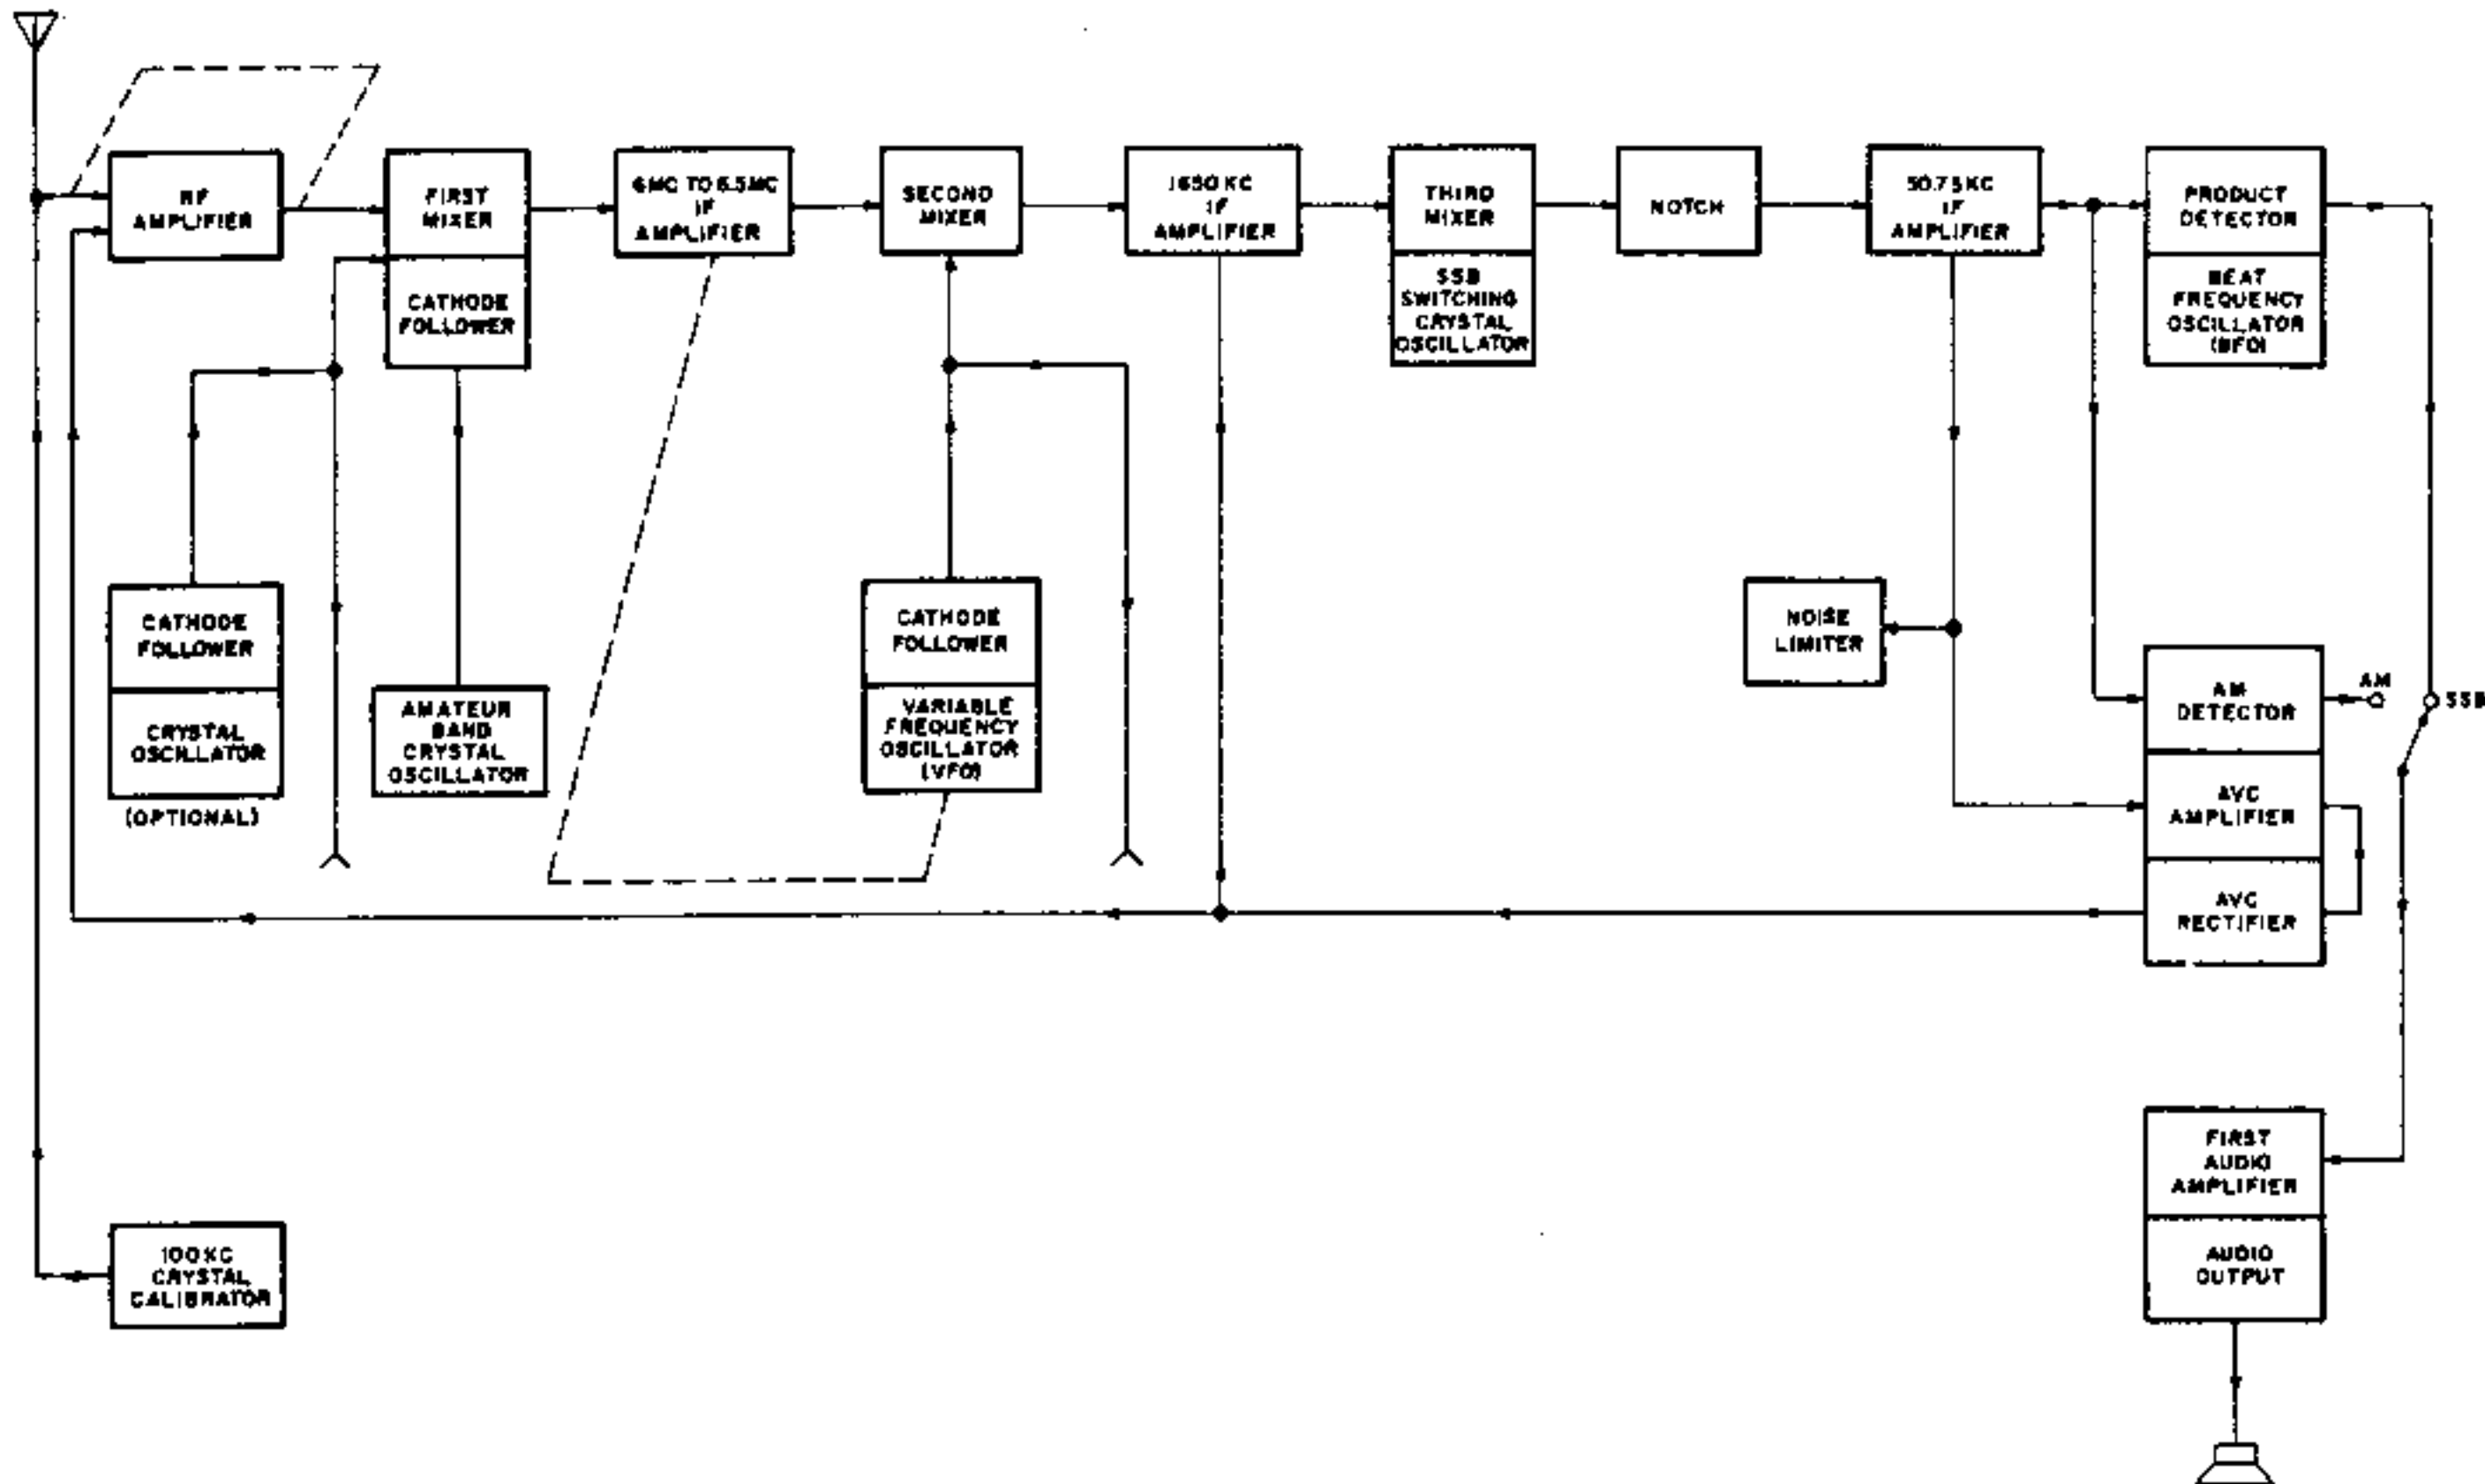 RF
AMPLIFIER
FIRST
MIXER
CATHODE
FOLLOWER
6MC TO 6.5MC
IF
AMPLIFIER
SECOND
MIXER
1650 KC
IF
AMPLIFIER
THIRD
MIXER
SSB
SWITCHING
CRYSTAL
OSCILLATOR
NOTCH
50.75 KC
IF
AMPLIFIER
PRODUCT
DETECTOR
BEAT
FREQUENCY
OSCILLATOR
(BFO)
CATHODE
FOLLOWER
CRYSTAL
OSCILLATOR
(OPTIONAL)
AMATEUR
BAND
CRYSTAL
OSCILLATOR
CATHODE
FOLLOWER
VARIABLE
FREQUENCY
OSCILLATOR
(VFO)
NOISE
LIMITER
AM
DETECTOR
AM
SSB
AVC
AMPLIFIER
AVC
RECTIFIER
100 KC
CRYSTAL
CALIBRATOR
FIRST
AUDIO
AMPLIFIER
AUDIO
OUTPUT